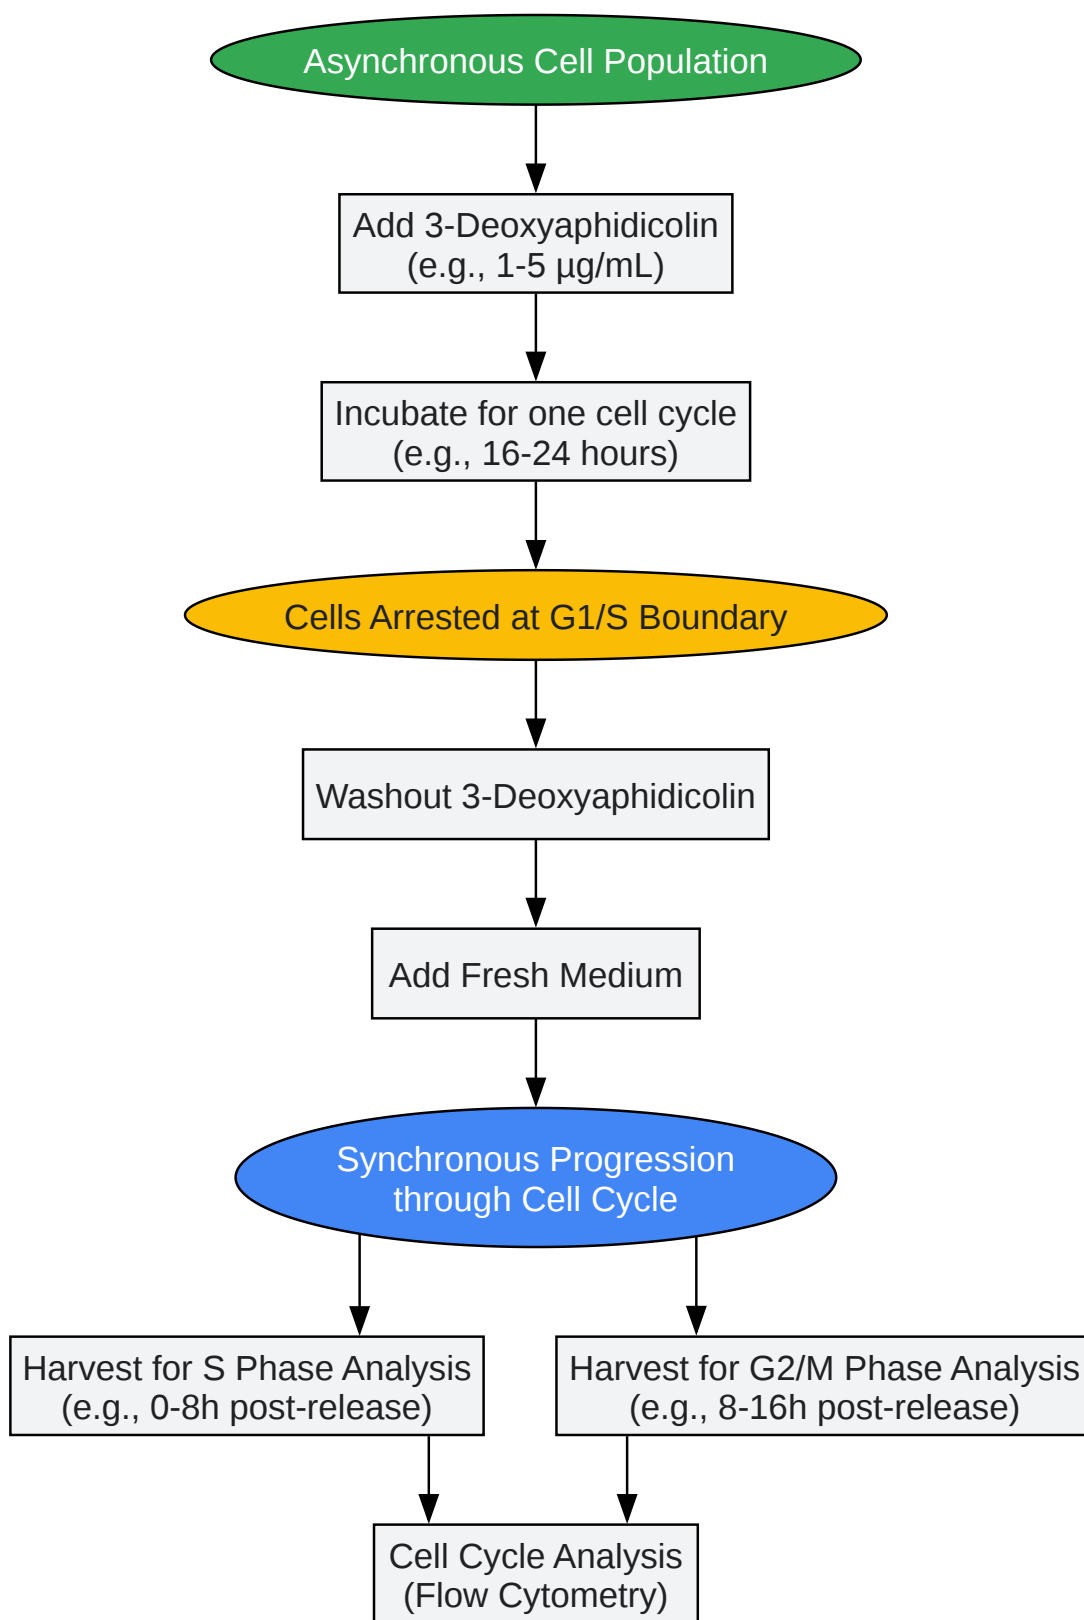 Asynchronous Cell Population
Add 3-Deoxyaphidicolin
(e.g., 1-5 µg/mL)
Incubate for one cell cycle
(e.g., 16-24 hours)
Cells Arrested at G1/S Boundary
Washout 3-Deoxyaphidicolin
Add Fresh Medium
Synchronous Progression
through Cell Cycle
Harvest for S Phase Analysis
(e.g., 0-8h post-release)
Harvest for G2/M Phase Analysis
(e.g., 8-16h post-release)
Cell Cycle Analysis
(Flow Cytometry)